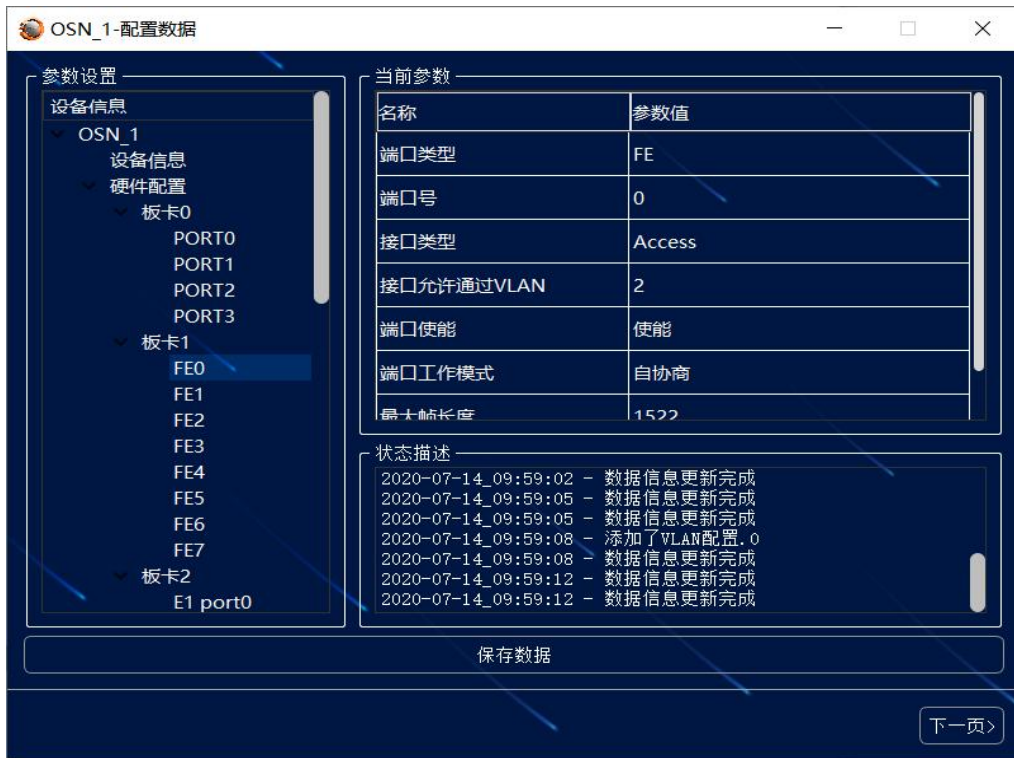 OSN_1-配置数据
参数设置
设备信息
OSN_1
设备信息
硬件配置
板卡0
PORT0
PORT1
PORT2
PORT3
板卡1
FE0
FE1
FE2
FE3
FE4
FE5
FE6
FE7
板卡2
E1 port0
当前参数
名称 参数值
端口类型 FE
端口号 0
接口类型 Access
接口允许通过VLAN 2
端口使能 使能
端口工作模式 自协商
最大帧长度 1522
状态描述
2020-07-14_09:59:02 - 数据信息更新完成
2020-07-14_09:59:05 - 数据信息更新完成
2020-07-14_09:59:05 - 数据信息更新完成
2020-07-14_09:59:08 - 添加了VLAN配置.0
2020-07-14_09:59:08 - 数据信息更新完成
2020-07-14_09:59:12 - 数据信息更新完成
2020-07-14_09:59:12 - 数据信息更新完成
保存数据
下一页>